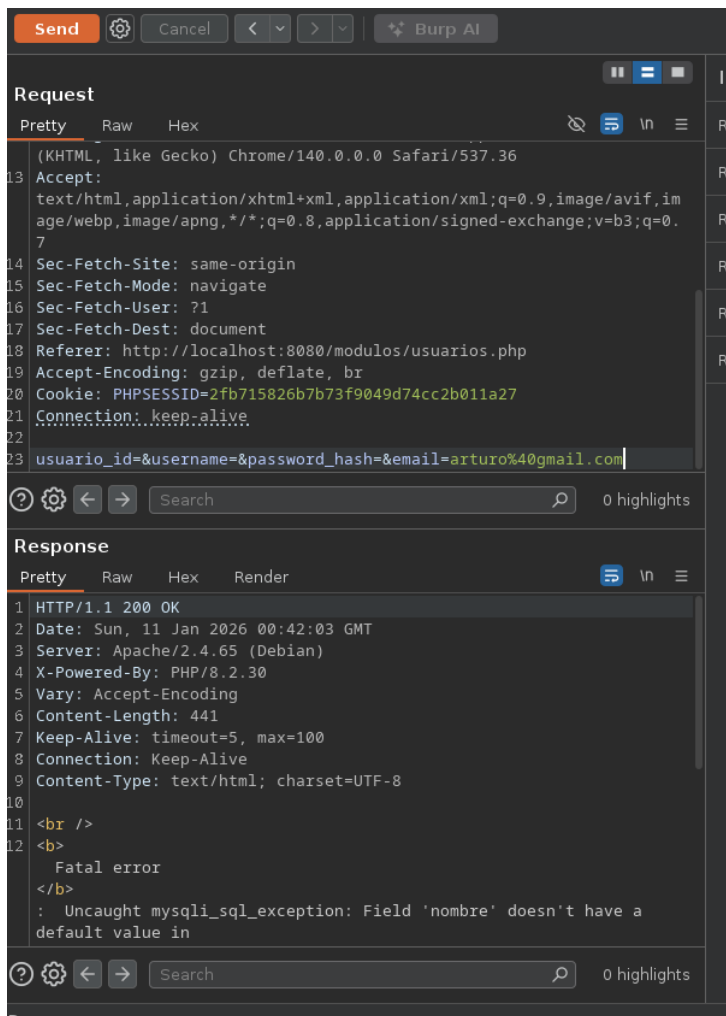 Send
Cancel
Burp AI
Request
Pretty Raw Hex
\n
(KHTML, like Gecko) Chrome/140.0.0.0 Safari/537.36
13 Accept:
text/html,application/xhtml+xml,application/xml;q=0.9,image/avif,im
age/webp,image/apng,*/*;q=0.8,application/signed-exchange;v=b3;q=0.
7
14 Sec-Fetch-Site: same-origin
15 Sec-Fetch-Mode: navigate
16 Sec-Fetch-User: ?1
17 Sec-Fetch-Dest: document
18 Referer: http://localhost:8080/modulos/usuarios.php
19 Accept-Encoding: gzip, deflate, br
20 Cookie: PHPSESSID=2fb715826b7b73f9049d74cc2b011a27
21 Connection: keep-alive
22
23 usuario_id=&username=&password_hash=&email=arturo%40gmail.com
Search
0 highlights
Response
Pretty Raw Hex Render
\n
1 HTTP/1.1 200 OK
2 Date: Sun, 11 Jan 2026 00:42:03 GMT
3 Server: Apache/2.4.65 (Debian)
4 X-Powered-By: PHP/8.2.30
5 Vary: Accept-Encoding
6 Content-Length: 441
7 Keep-Alive: timeout=5, max=100
8 Connection: Keep-Alive
9 Content-Type: text/html; charset=UTF-8
10
11 <br />
12 <b>
Fatal error
</b>
: Uncaught mysqli_sql_exception: Field 'nombre' doesn't have a
default value in
Search
0 highlights